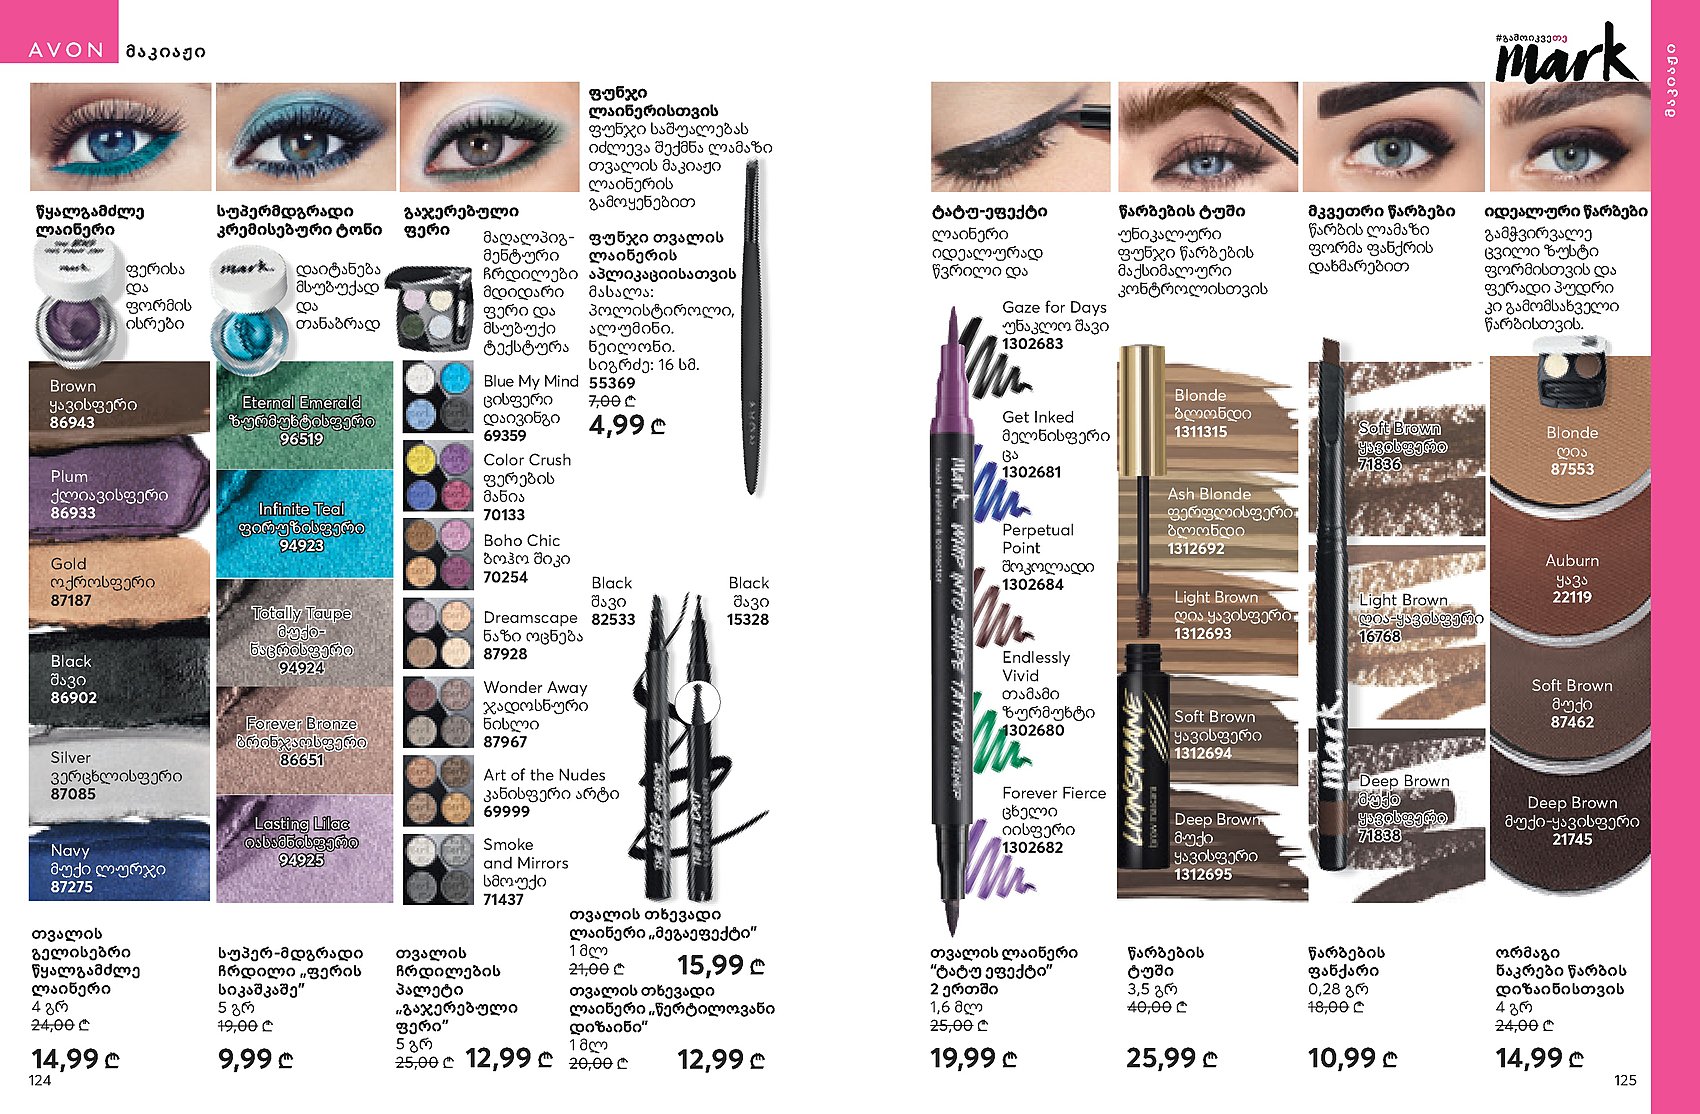 AVON მაკიაჟი
წყალგამძლე
ლაინერი
ფერისა
და
ფორმის
ისრები
Brown
ყავისფერი
86943
Plum
ქლიავისფერი
86933
Gold
ოქროსფერი
87187
Black
შავი
86902
Silver
ვერცხლისფერი
87085
Navy
მუქი ლურჯი
87275
თვალის
გელისებრი
წყალგამძლე
ლაინერი
4 გრ
24,00 ₾
14,99 ₾
124
სუპერმდგრადი
კრემისებური ტონი
mark.
დაიტანება
მსუბუქად
და
თანაბრად
Eternal Emerald
ზურმუხტისფერი
96519
Infinite Teal
ფირუზისფერი
94923
Totally Taupe
მუქი-
ნაცრისფერი
94924
Forever Bronze
ბრინჯაოსფერი
86651
Lasting Lilac
იასამნისფერი
94925
სუპერ-მდგრადი
ჩრდილი „ფერის
სიკაშკაშე“
5 გრ
19,00 ₾
9,99 ₾
გაჯერებული
ფერი
მაღალპიგ-
მენტური
ჩრდილები
მდიდარი
ფერი და
მსუბუქი
ტექსტურა
Blue My Mind
ცისფერი
დაივინგი
69359
Color Crush
ფერების
მანია
70133
Boho Chic
ბოჰო შიკი
70254
Dreamscape
ნაზი ოცნება
87928
Wonder Away
ჯადოსნური
ნისლი
87967
Art of the Nudes
კანისფერი არტი
69999
Smoke
and Mirrors
სმოუქი
71437
თვალის
ჩრდილების
პალეტი
„გაჯერებული
ფერი“
5 გრ
25,00 ₾
12,99 ₾
ფუნჯი
ლაინერისთვის
ფუნჯი საშუალებას
იძლევა შექმნა ლამაზი
თვალის მაკიაჟი
ლაინერის
გამოყენებით
ფუნჯი თვალის
ლაინერის
აპლიკაციისათვის
მასალა:
პოლისტიროლი,
ალუმინი.
ნეილონი.
სიგრძე: 16 სმ.
55369
7,00 ₾
4,99 ₾
AVON
Black
შავი
82533
Black
შავი
15328
თვალის თხევადი
ლაინერი „მეგაეფექტი“
1 მლ
21,00 ₾
15,99 ₾
თვალის თხევადი
ლაინერი „წერტილოვანი
დიზაინი“
1 მლ
20,00 ₾
12,99 ₾
#გამოიკვეთე
mark
მაკიაჟი
ტატუ-ეფექტი
ლაინერი
იდეალურად
წვრილი და
Gaze for Days
უნაკლო შავი
1302683
Get Inked
მელნისფერი
ცა
1302681
Perpetual
Point
შოკოლადი
1302684
Endlessly
Vivid
თამამი
ზურმუხტი
1302680
Forever Fierce
ცხელი
იისფერი
1302682
თვალის ლაინერი
“ტატუ ეფექტი”
2 ერთში
1,6 მლ
25,00 ₾
19,99 ₾
წარბების ტუში
უნიკალური
ფუნჯი წარბების
მაქსიმალური
კონტროლისთვის
Blonde
ბლონდი
1311315
Ash Blonde
ფერფლისფერი
ბლონდი
1312692
Light Brown
ღია ყავისფერი
1312693
Soft Brown
ყავისფერი
1312694
Deep Brown
მუქი
ყავისფერი
1312695
LIONSMANE
წარბების
ტუში
3,5 გრ
40,00 ₾
25,99 ₾
მკვეთრი წარბები
წარბის ლამაზი
ფორმა ფანქრის
დახმარებით
Soft Brown
ყავისფერი
71836
Light Brown
ღია-ყავისფერი
16768
Deep Brown
მუქი
ყავისფერი
71838
mark
წარბების
ფანქარი
0,28 გრ
18,00 ₾
10,99 ₾
იდეალური წარბები
გამჭვირვალე
ცვილი ზუსტი
ფორმისთვის და
ფერადი პუდრი
კი გამომსახველი
წარბისთვის.
Blonde
ღია
87553
Auburn
ყავა
22119
Soft Brown
მუქი
87462
Deep Brown
მუქი-ყავისფერი
21745
ორმაგი
ნაკრები წარბის
დიზაინისთვის
4 გრ
24,00 ₾
14,99 ₾
125